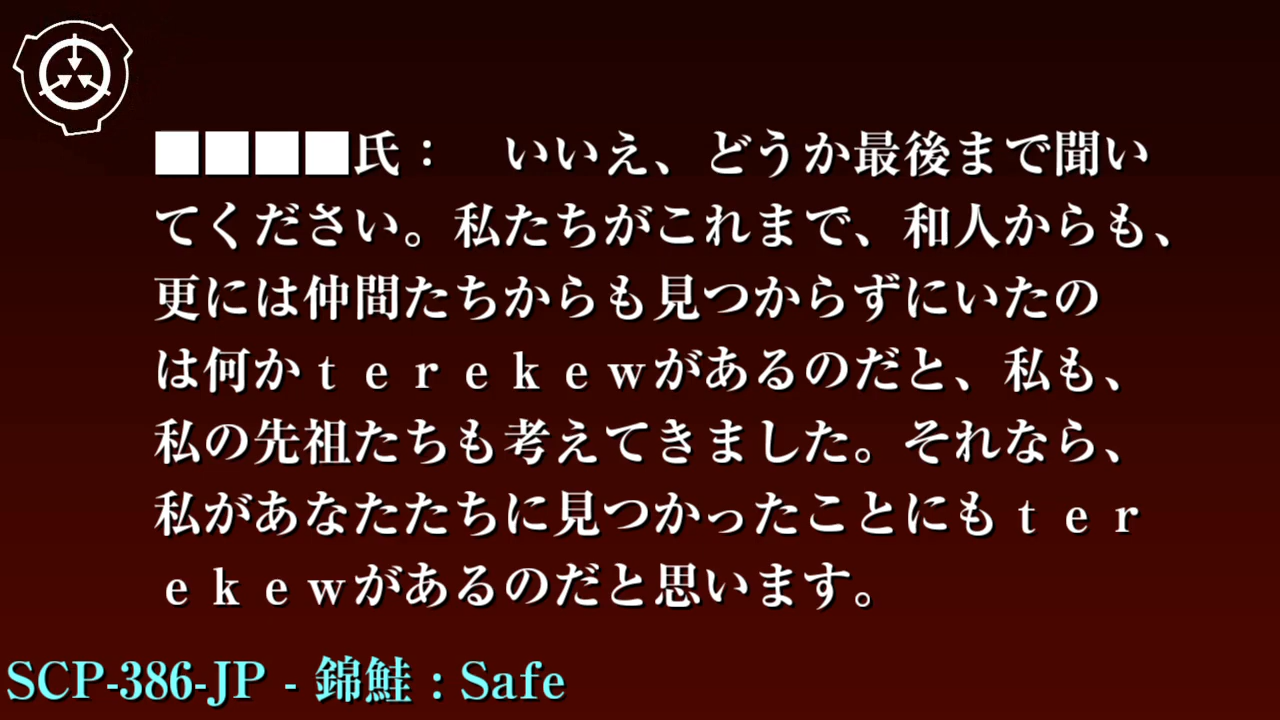 ■■■■氏：　いいえ、どうか最後まで聞い
てください。私たちがこれまで、和人からも、
更には仲間たちからも見つからずにいたの
は何かｔｅｒｅｋｅｗがあるのだと、私も、
私の先祖たちも考えてきました。それなら、
私があなたたちに見つかったことにもｔｅｒ
ｅｋｅｗがあるのだと思います。
SCP-386-JP - 錦鮭：Safe